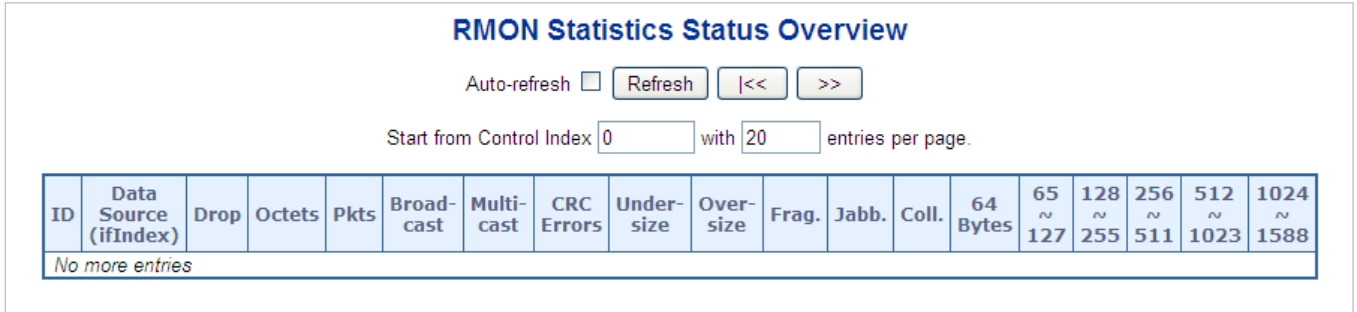 RMON Statistics Status Overview
Auto-refresh Refresh |<< >>
Start from Control Index 0 with 20 entries per page.
ID Data Source (ifIndex) Drop Octets Pkts Broad-cast Multi-cast CRC Errors Under-size Over-size Frag. Jabb. Coll. 64 Bytes 65 ~ 127 128 ~ 255 256 ~ 511 512 ~ 1023 1024 ~ 1588
No more entries